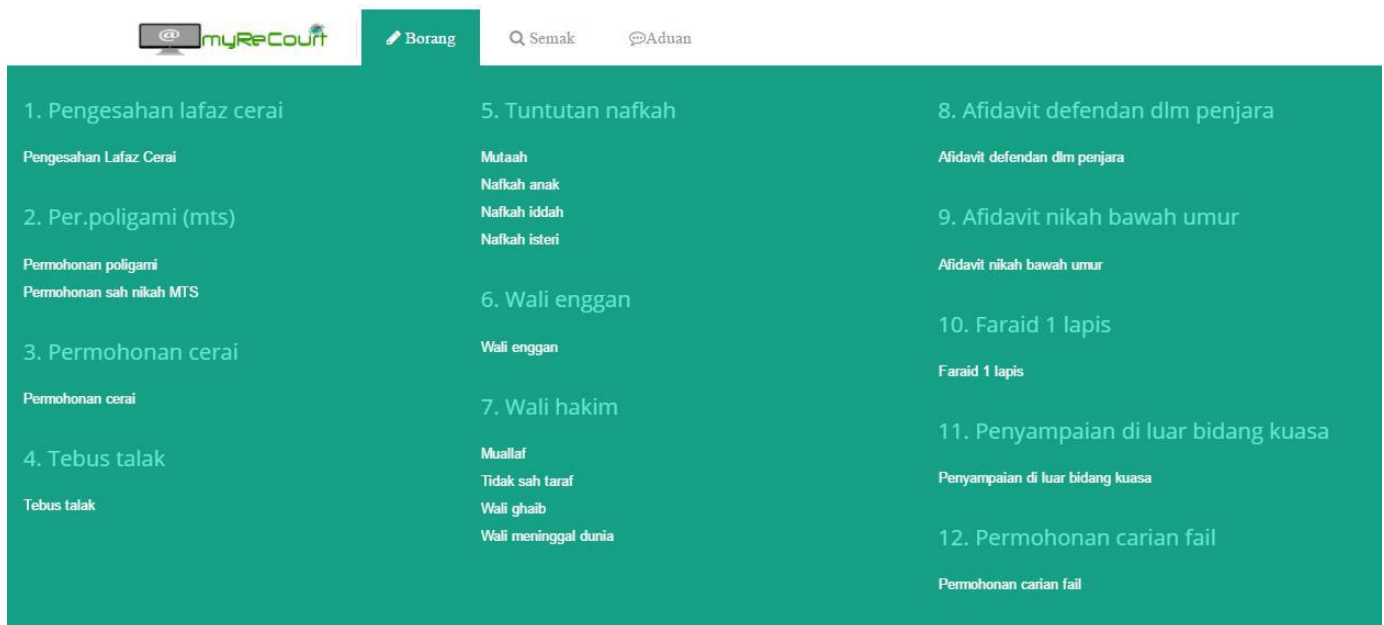 @ myReCourt
Borang
Semak
Aduan
1. Pengesahan lafaz cerai
Pengesahan Lafaz Cerai
2. Per.poligami (mts)
Permohonan poligami
Permohonan sah nikah MTS
3. Permohonan cerai
Permohonan cerai
4. Tebus talak
Tebus talak
5. Tuntutan nafkah
Mutaah
Nafkah anak
Nafkah iddah
Nafkah isteri
6. Wali enggan
Wali enggan
7. Wali hakim
Muallaf
Tidak sah taraf
Wali ghaib
Wali meninggal dunia
8. Afidavit defendan dlm penjara
Afidavit defendan dlm penjara
9. Afidavit nikah bawah umur
Afidavit nikah bawah umur
10. Faraid 1 lapis
Faraid 1 lapis
11. Penyampaian di luar bidang kuasa
Penyampaian di luar bidang kuasa
12. Permohonan carian fail
Permohonan carian fail